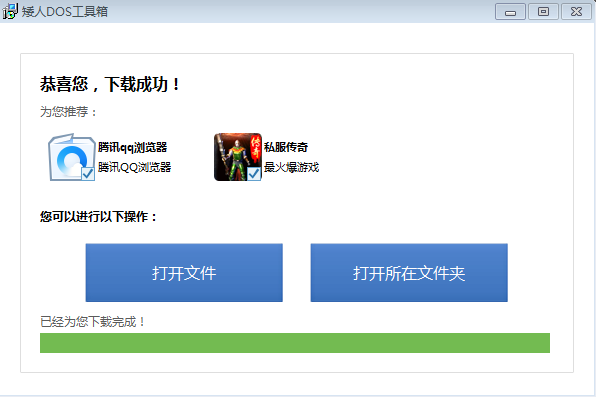 矮人DOS工具箱
恭喜您，下载成功！
为您推荐：
腾讯qq浏览器
腾讯QQ浏览器
传奇
私服传奇
最火爆游戏
您可以进行以下操作：
打开文件
打开所在文件夹
已经为您下载完成！